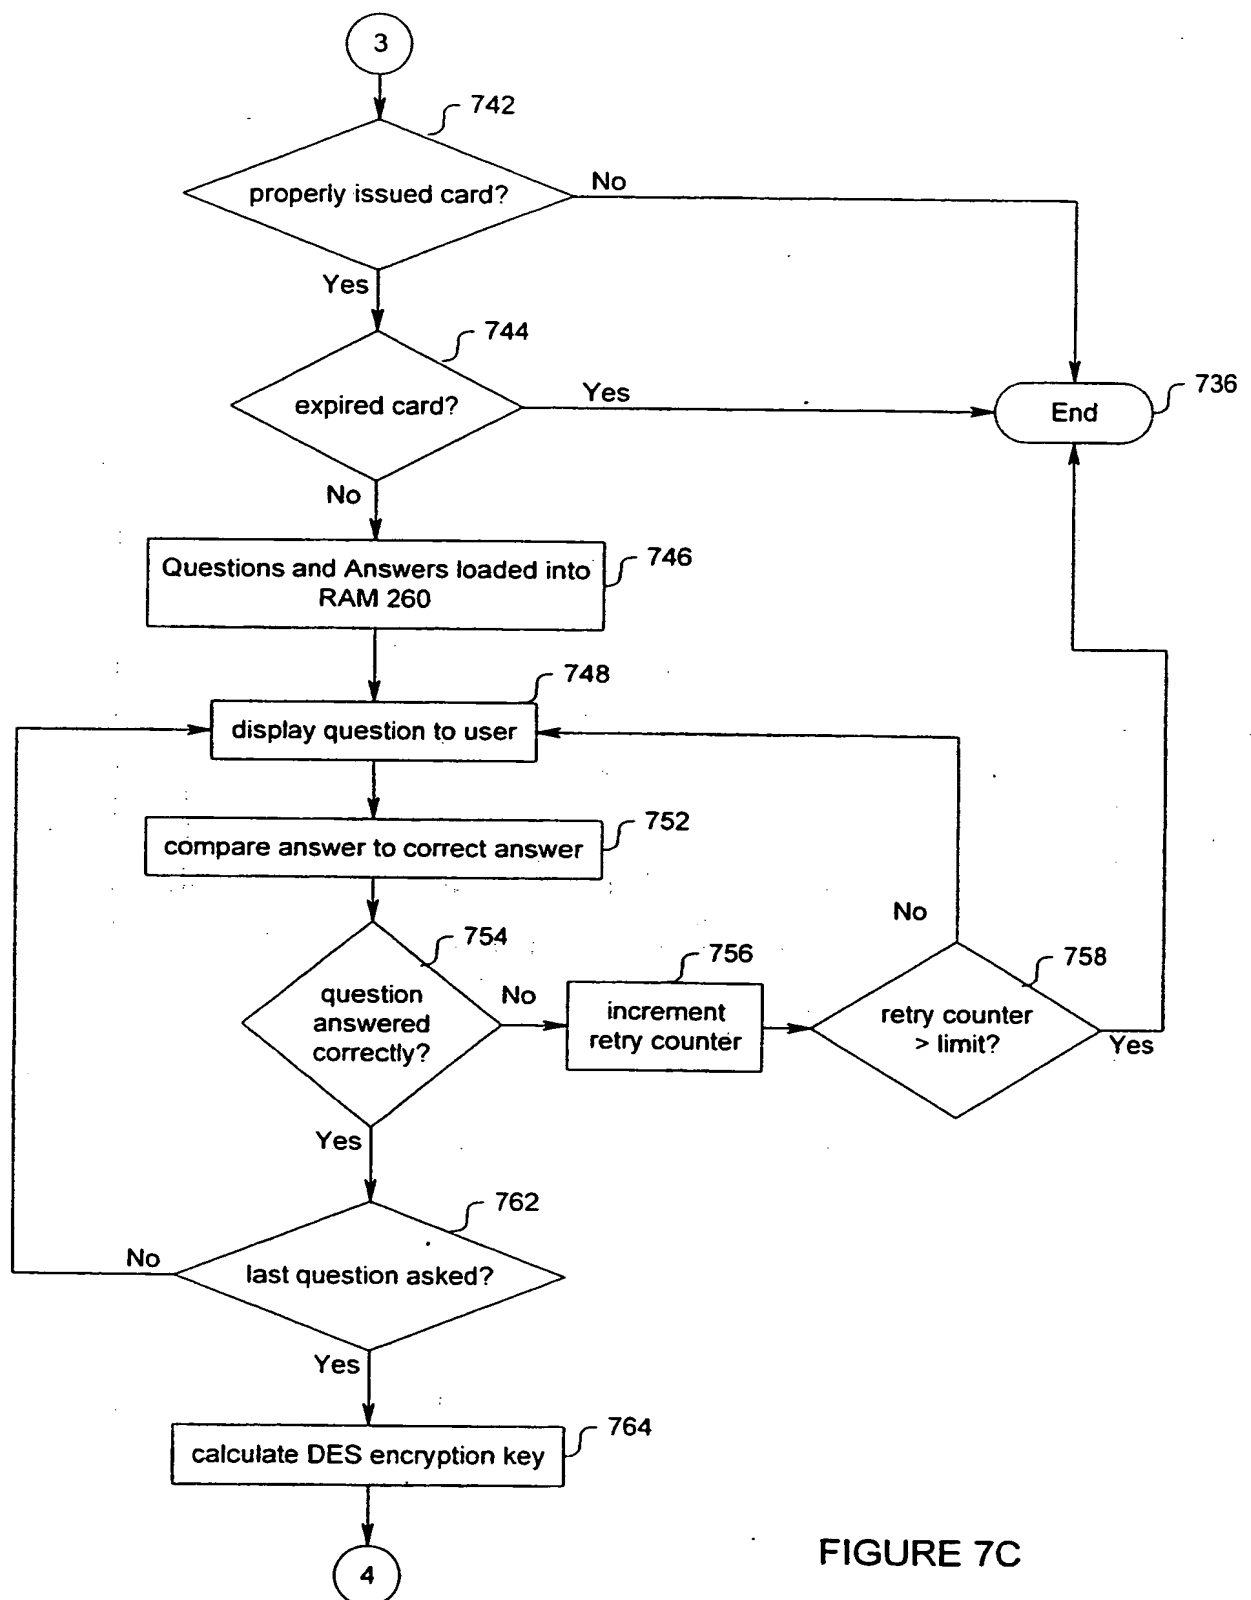 3
742
properly issued card?
No
Yes
744
expired card?
Yes
End
736
No
Questions and Answers loaded into
RAM 260
746
748
display question to user
752
compare answer to correct answer
No
754
756
758
question
answered
correctly?
No
increment
retry counter
retry counter
> limit?
Yes
Yes
762
No
last question asked?
Yes
764
calculate DES encryption key
4
FIGURE 7C